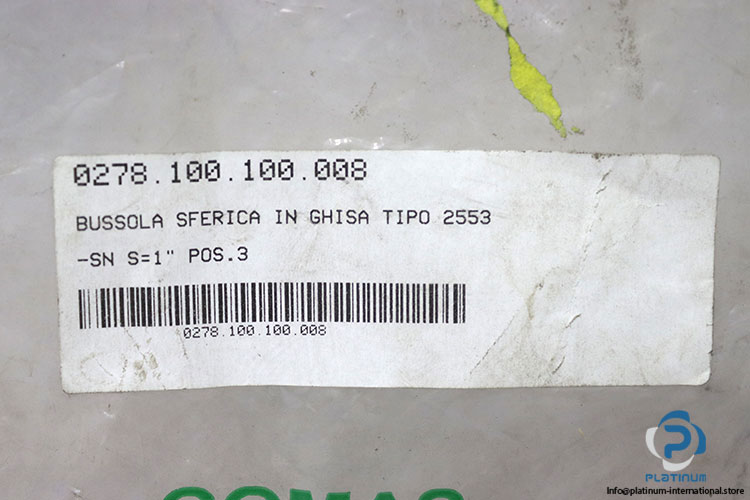 0278.100.100.008
BUSSOLA SFERICA IN GHISA TIPO 2553
-SN S=1" POS.3
0278.100.100.008
PLATINUM
Info@platinum-international.store